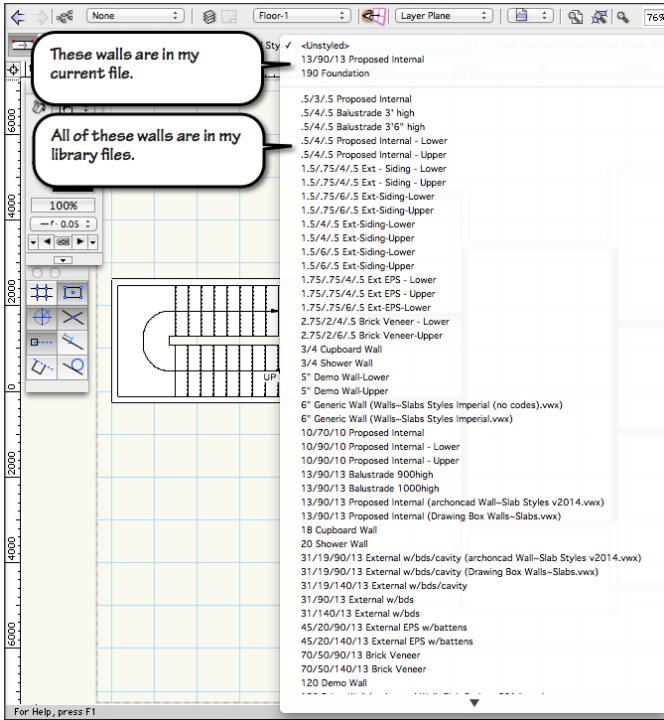 None
Floor-1
Layer Plane
76%
Sty
These walls are in my
current file.
All of these walls are in my
library files.
✓ <Unstyled>
13/90/13 Proposed Internal
190 Foundation
.5/3/.5 Proposed Internal
.5/4/.5 Balustrade 3' high
.5/4/.5 Balustrade 3'6" high
.5/4/.5 Proposed Internal - Lower
.5/4/.5 Proposed Internal - Upper
1.5/.75/4/.5 Ext - Siding - Lower
1.5/.75/4/.5 Ext - Siding - Upper
1.5/.75/6/.5 Ext-Siding-Lower
1.5/.75/6/.5 Ext-Siding-Upper
1.5/4/.5 Ext-Siding-Lower
1.5/4/.5 Ext-Siding-Upper
1.5/6/.5 Ext-Siding-Lower
1.5/6/.5 Ext-Siding-Upper
1.75/.75/4/.5 Ext EPS - Lower
1.75/.75/4/.5 Ext EPS - Upper
1.75/.75/6/.5 Ext-EPS-Lower
2.75/2/4/.5 Brick Veneer - Lower
2.75/2/6/.5 Brick Veneer-Upper
3/4 Cupboard Wall
3/4 Shower Wall
5" Demo Wall-Lower
5" Demo Wall-Upper
6" Generic Wall (Walls~Slabs Styles Imperial (no codes).vwx)
6" Generic Wall (Walls~Slabs Styles Imperial.vwx)
10/70/10 Proposed Internal
10/90/10 Proposed Internal - Lower
10/90/10 Proposed Internal - Upper
13/90/13 Balustrade 900high
13/90/13 Balustrade 1000high
13/90/13 Proposed Internal (archoncad Wall~Slab Styles v2014.vwx)
13/90/13 Proposed Internal (Drawing Box Walls~Slabs.vwx)
18 Cupboard Wall
20 Shower Wall
31/19/90/13 External w/bds/cavity (archoncad Wall~Slab Styles v2014.vwx)
31/19/90/13 External w/bds/cavity (Drawing Box Walls~Slabs.vwx)
31/19/140/13 External w/bds/cavity
31/90/13 External w/bds
31/140/13 External w/bds
45/20/90/13 External EPS w/battens
45/20/140/13 External EPS w/battens
70/50/90/13 Brick Veneer
70/50/140/13 Brick Veneer
120 Demo Wall
100%
0.05
6000
4000
2000
0
2000
4000
6000
UP
For Help, press F1